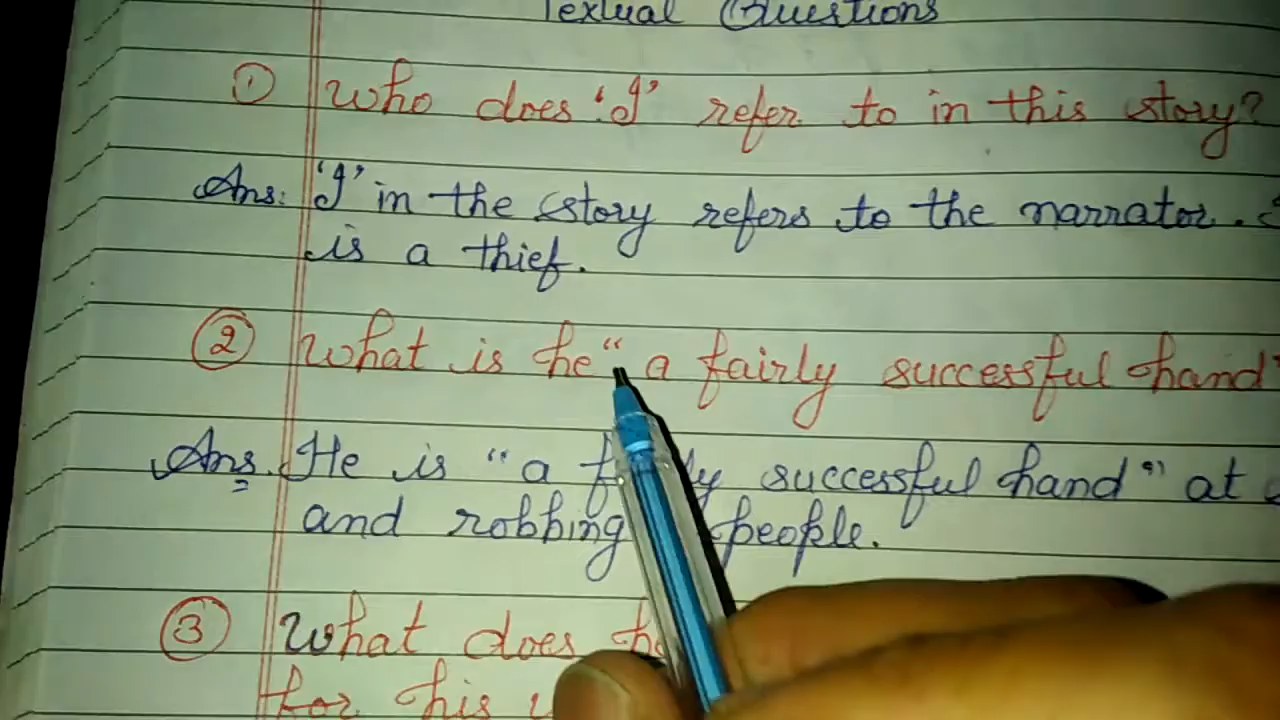 Textual Questions
① Who does 'I' refer to in this story?
Ans: 'I' in the story refers to the narrator.
is a thief.
② What is he "a fairly successful hand"
Ans. He is "a successful hand" at
and robbing people.
③ What does
for his